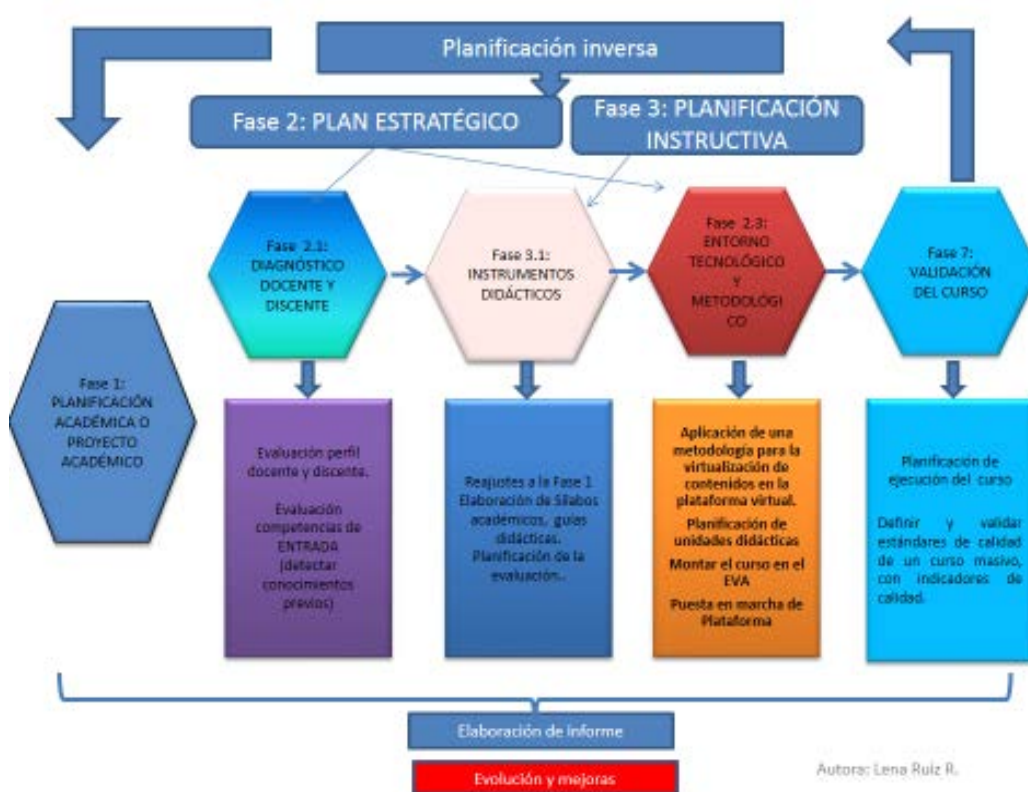 Planificación inversa
Fase 2: PLAN ESTRATÉGICO
Fase 3: PLANIFICACIÓN
INSTRUCTIVA
Fase 2.1:
DIAGNÓSTICO
DOCENTE Y
DISCENTE
Fase 3.1:
INSTRUMENTOS
DIDÁCTICOS
Fase 2.3:
ENTORNO
TECNOLÓGICO
Y
METODOLÓGI
CO
Fase 7:
VALIDACIÓN
DEL CURSO
Fase 1:
PLANIFICACIÓN
ACADÉMICA O
PROYECTO
ACADÉMICO
Evaluación perfil
docente y discente.
Evaluación
competencias de
ENTRADA
(detectar
conocimientos
previos)
Reajustes a la Fase 1
Elaboración de Sílabos
académicos, guías
didácticas.
Planificación de la
evaluación..
Aplicación de una
metodología para la
virtualización de
contenidos en la
plataforma virtual.
Planificación de
unidades didácticas
Montar el curso en el
EVA
Puesta en marcha de
Plataforma
Planificación de
ejecución del curso
Definir y validar
estándares de calidad
de un curso masivo,
con indicadores de
calidad.
Elaboración de informe
Evolución y mejoras
Autora: Lena Ruiz R.